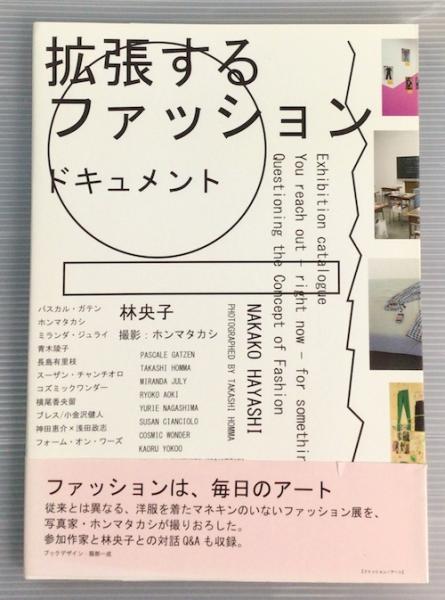 拡張する
ファッション
ドキュメント
Exhibition catalogue
You reach out – right now – for somethin
Questioning the Concept of Fashion
NAKAKO HAYASHI
PHOTOGRAPHED BY TAKASHI HOMMA
林央子
撮影：ホンマタカシ
パスカル・ガテン
ホンマタカシ
ミランダ・ジュライ
青木陵子
長島有里枝
スーザン・チャンチオロ
コズミックワンダー
横尾香央留
ブレス/小金沢健人
神田恵介×浅田政志
フォーム・オン・ワーズ
PASCALE GATZEN
TAKASHI HOMMA
MIRANDA JULY
RYOKO AOKI
YURIE NAGASHIMA
SUSAN CIANCIOLO
COSMIC WONDER
KAORU YOKOO
ファッションは、毎日のアート
従来とは異なる、洋服を着たマネキンのいないファッション展を、
写真家・ホンマタカシが撮りおろした。
参加作家と林央子との対話 Q&A も収録。
ブックデザイン 服部一成